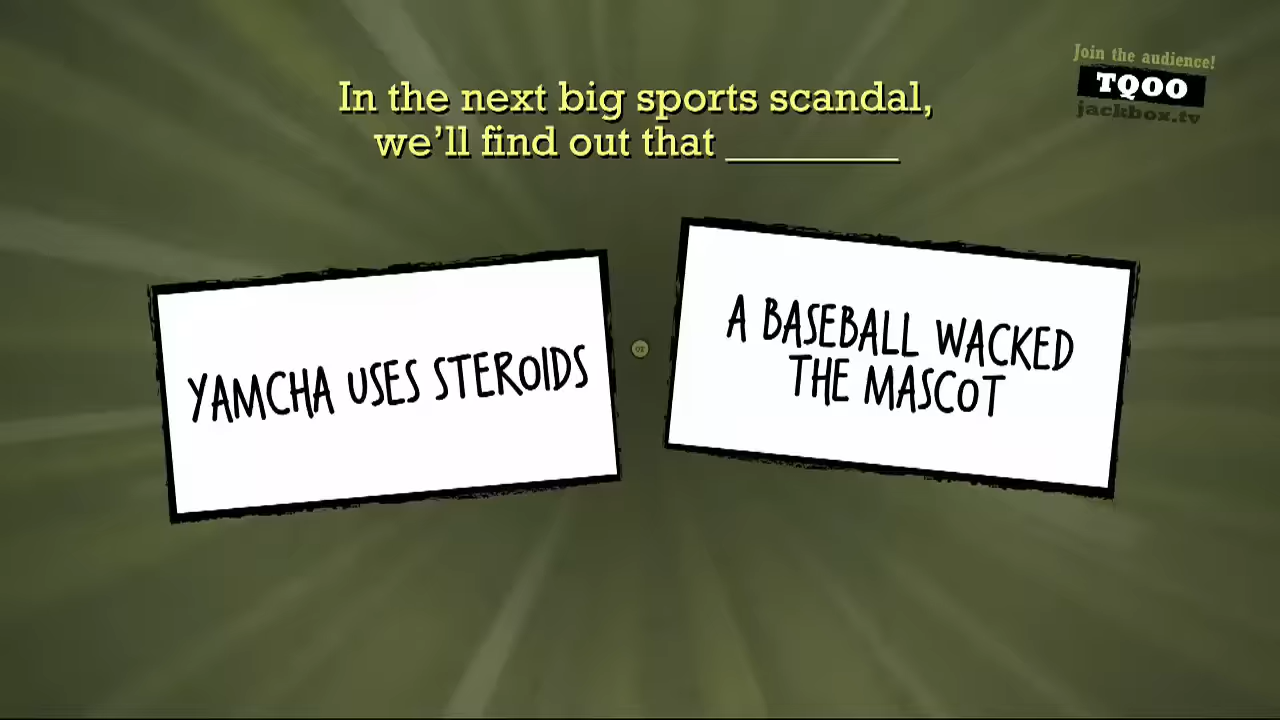 Join the audience!
TQOO
jackbox.tv
In the next big sports scandal,
we'll find out that ________
YAMCHA USES STEROIDS
OR
A BASEBALL WACKED
THE MASCOT